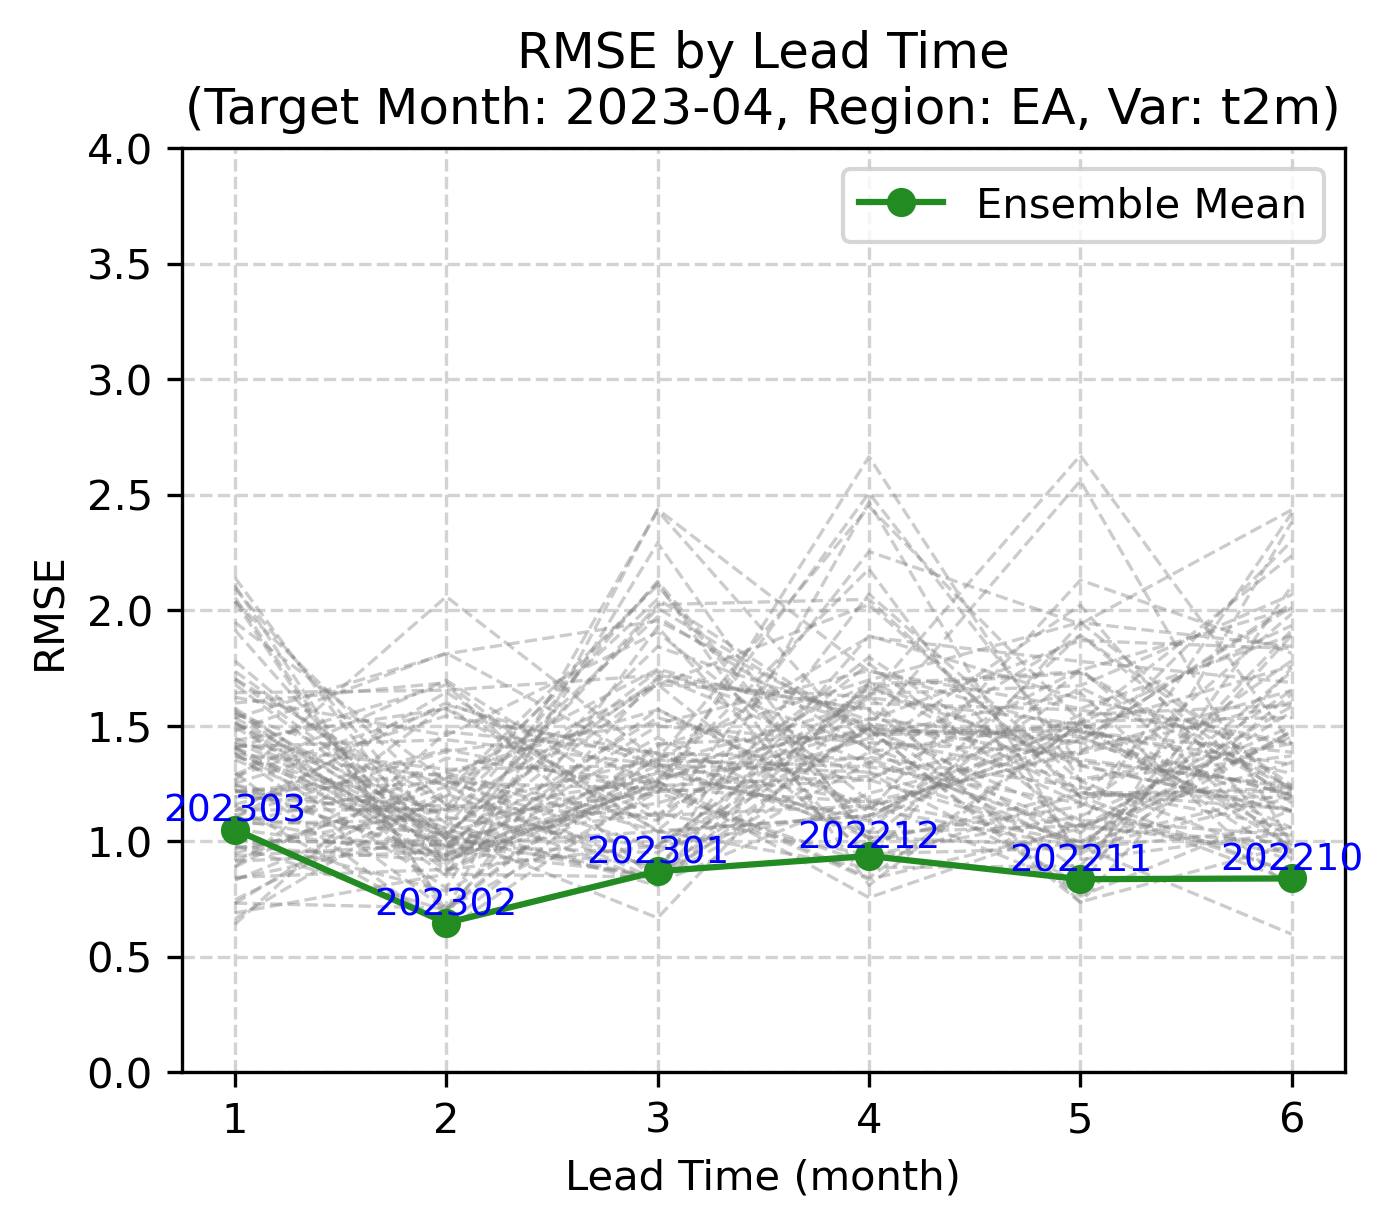 RMSE by Lead Time
(Target Month: 2023-04, Region: EA, Var: t2m)
4.0
3.5
3.0
2.5
2.0
1.5
1.0
0.5
0.0
RMSE
Ensemble Mean
202303
202302
202301
202212
202211
202210
1 2 3 4 5 6
Lead Time (month)